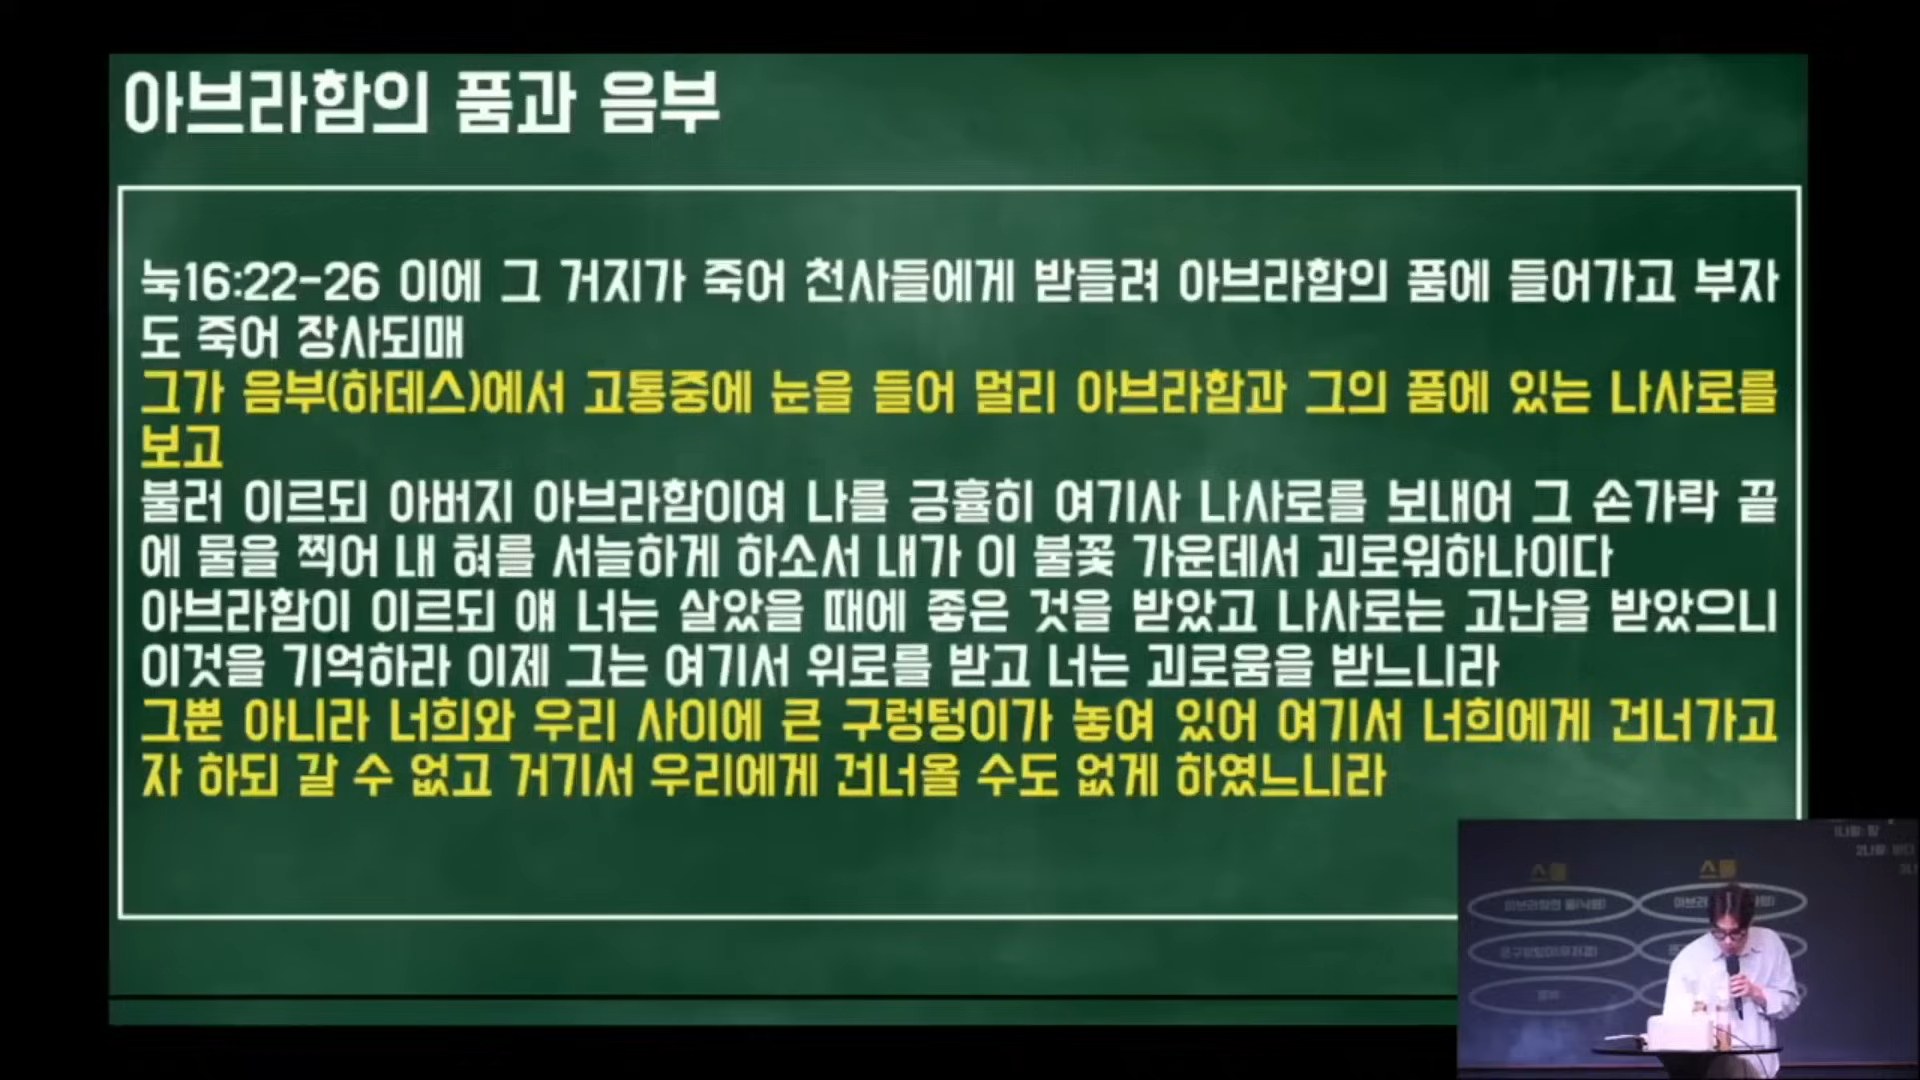 아브라함의 품과 음부
눅16:22-26 이에 그 거지가 죽어 천사들에게 받들려 아브라함의 품에 들어가고 부자
도 죽어 장사되매
그가 음부(하데스)에서 고통중에 눈을 들어 멀리 아브라함과 그의 품에 있는 나사로를
보고
불러 이르되 아버지 아브라함이여 나를 긍휼히 여기사 나사로를 보내어 그 손가락 끝
에 물을 찍어 내 혀를 서늘하게 하소서 내가 이 불꽃 가운데서 괴로워하나이다
아브라함이 이르되 얘 너는 살았을 때에 좋은 것을 받았고 나사로는 고난을 받았으니
이것을 기억하라 이제 그는 여기서 위로를 받고 너는 괴로움을 받느니라
그뿐 아니라 너희와 우리 사이에 큰 구렁텅이가 놓여 있어 여기서 너희에게 건너가고
자 하되 갈 수 없고 거기서 우리에게 건너올 수도 없게 하였느니라
스올 스올